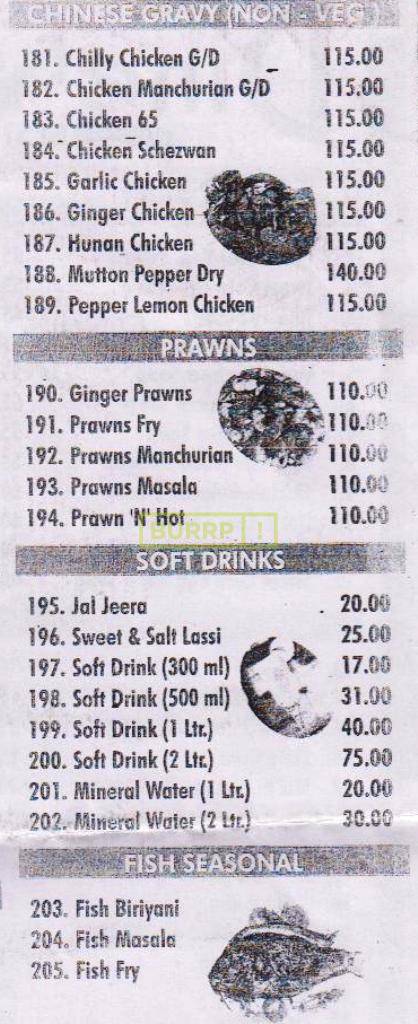 CHINESE GRAVY (NON - VEG )
181. Chilly Chicken G/D 115.00
182. Chicken Manchurian G/D 115.00
183. Chicken 65 115.00
184. Chicken Schezwan 115.00
185. Garlic Chicken 115.00
186. Ginger Chicken 115.00
187. Hunan Chicken 115.00
188. Mutton Pepper Dry 140.00
189. Pepper Lemon Chicken 115.00
PRAWNS
190. Ginger Prawns 110.00
191. Prawns Fry 110.00
192. Prawns Manchurian 110.00
193. Prawns Masala 110.00
194. Prawn 'N' Hot 110.00
BURRP!
SOFT DRINKS
195. Jal Jeera 20.00
196. Sweet & Salt Lassi 25.00
197. Soft Drink (300 ml) 17.00
198. Soft Drink (500 ml) 31.00
199. Soft Drink (1 Ltr.) 40.00
200. Soft Drink (2 Ltr.) 75.00
201. Mineral Water (1 Ltr.) 20.00
202. Mineral Water (2 Ltr.) 30.00
FISH SEASONAL
203. Fish Biriyani
204. Fish Masala
205. Fish Fry